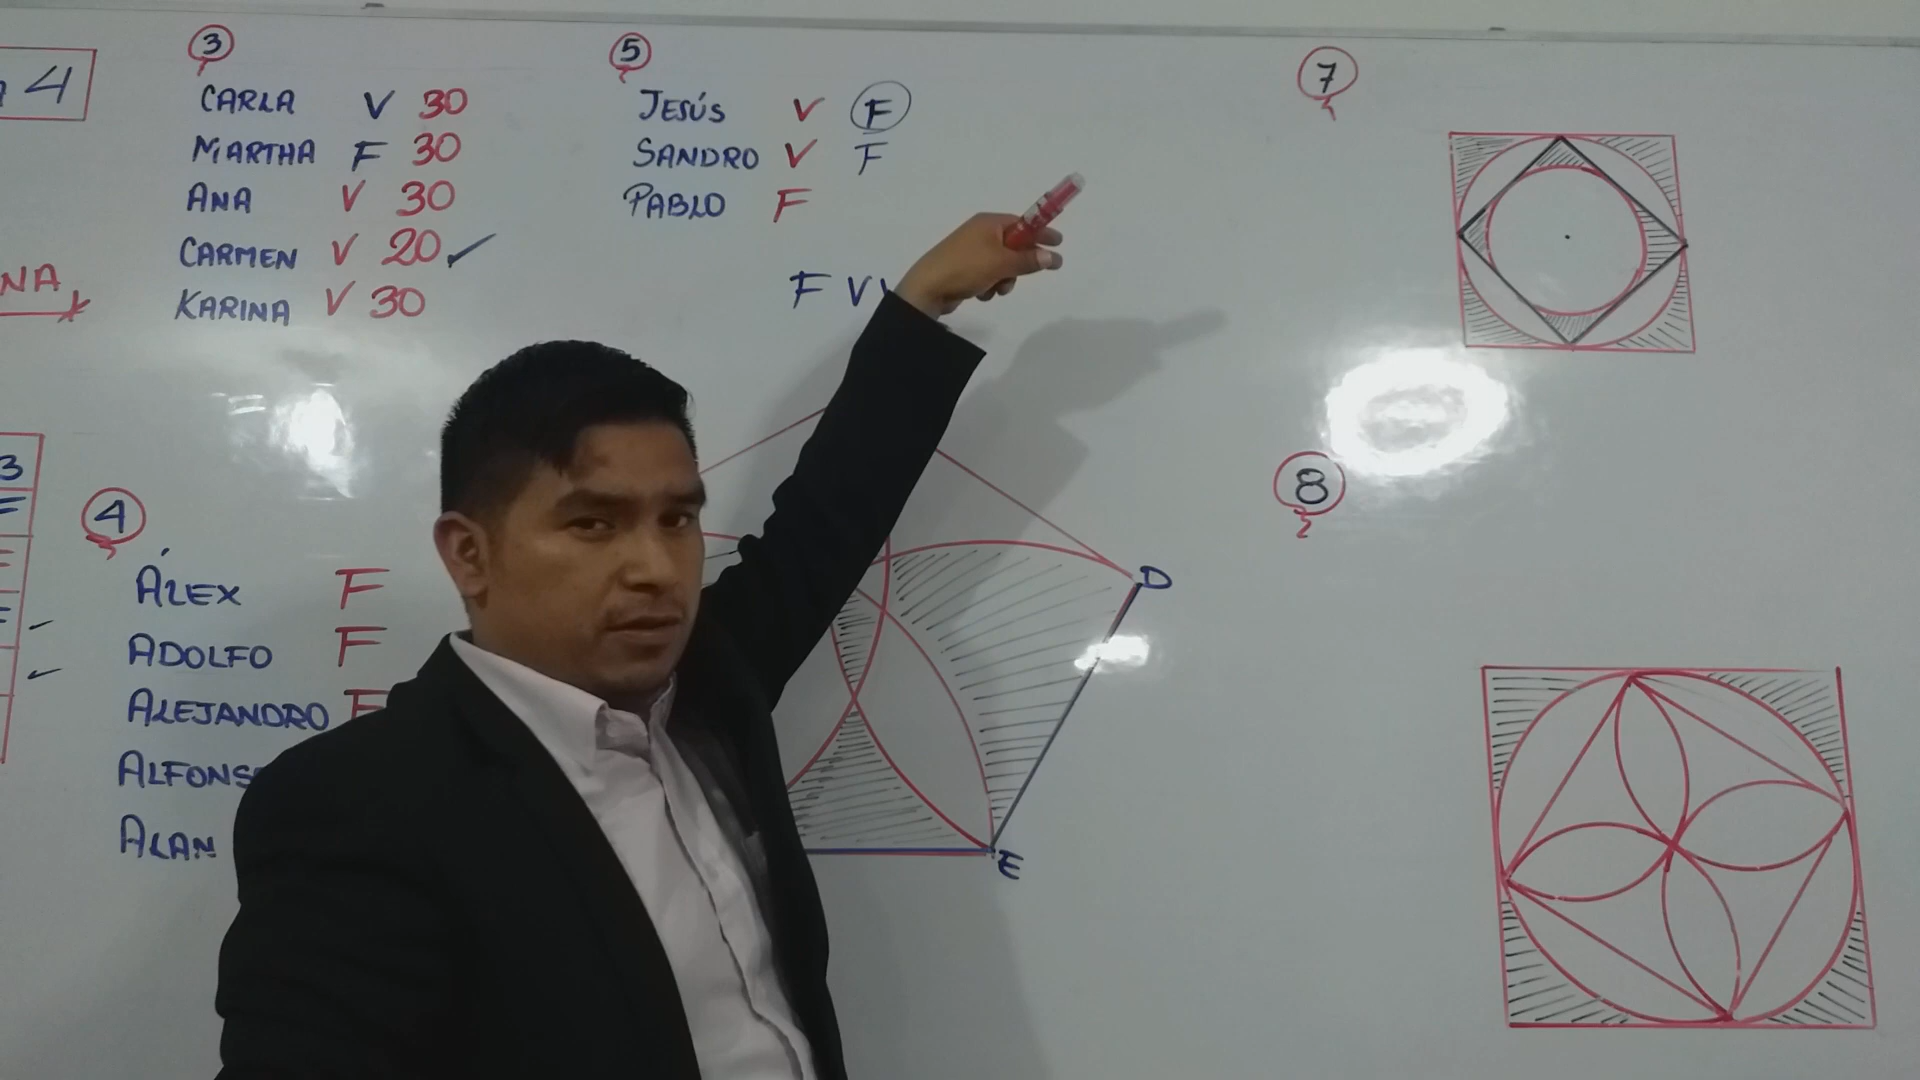 4
NA
3
F
F
F
3
CARLA V 30
MARTHA F 30
ANA V 30
CARMEN V 20 ✓
KARINA V 30
4
ÁLEX F
ADOLFO F
ALEJANDRO F
ALAN
5
JESÚS V F
SANDRO V F
PABLO F
F V
D
E
7
8